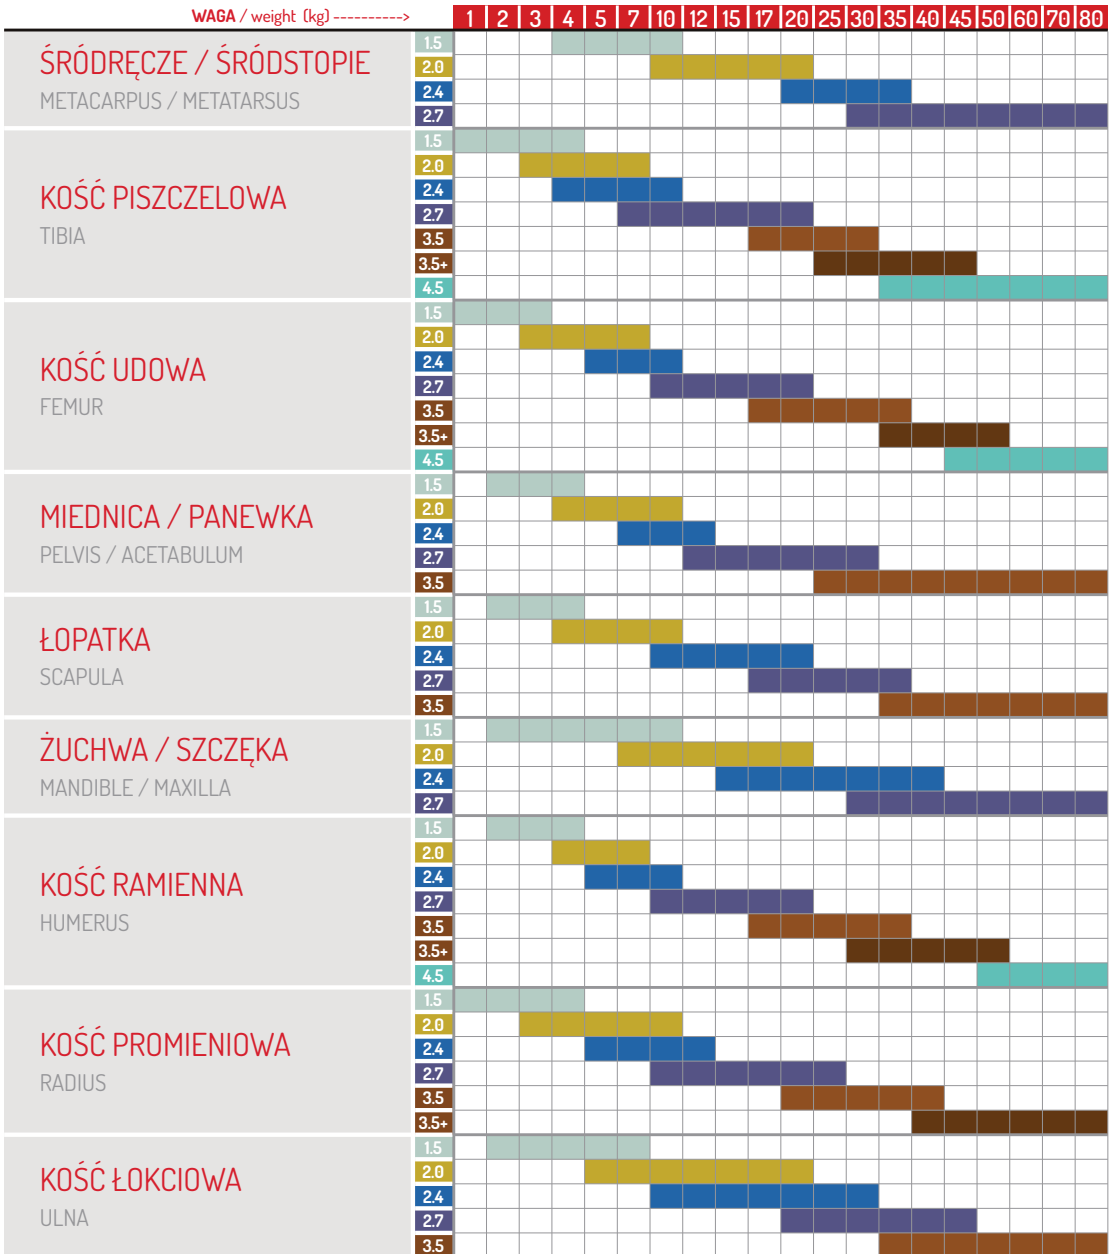 WAGA / weight (kg) ----------> 1 2 3 4 5 7 10 12 15 17 20 25 30 35 40 45 50 60 70 80
ŚRÓDRĘCZE / ŚRÓDSTOPIE
METACARPUS / METATARSUS
1.5
2.0
2.4
2.7
KOŚĆ PISZCZELOWA
TIBIA
1.5
2.0
2.4
2.7
3.5
3.5+
4.5
KOŚĆ UDOWA
FEMUR
1.5
2.0
2.4
2.7
3.5
3.5+
4.5
MIEDNICA / PANEWKA
PELVIS / ACETABULUM
1.5
2.0
2.4
2.7
3.5
ŁOPATKA
SCAPULA
1.5
2.0
2.4
2.7
3.5
ŻUCHWA / SZCZĘKA
MANDIBLE / MAXILLA
1.5
2.0
2.4
2.7
KOŚĆ RAMIENNA
HUMERUS
1.5
2.0
2.4
2.7
3.5
3.5+
4.5
KOŚĆ PROMIENIOWA
RADIUS
1.5
2.0
2.4
2.7
3.5
3.5+
KOŚĆ ŁOKCIOWA
ULNA
1.5
2.0
2.4
2.7
3.5